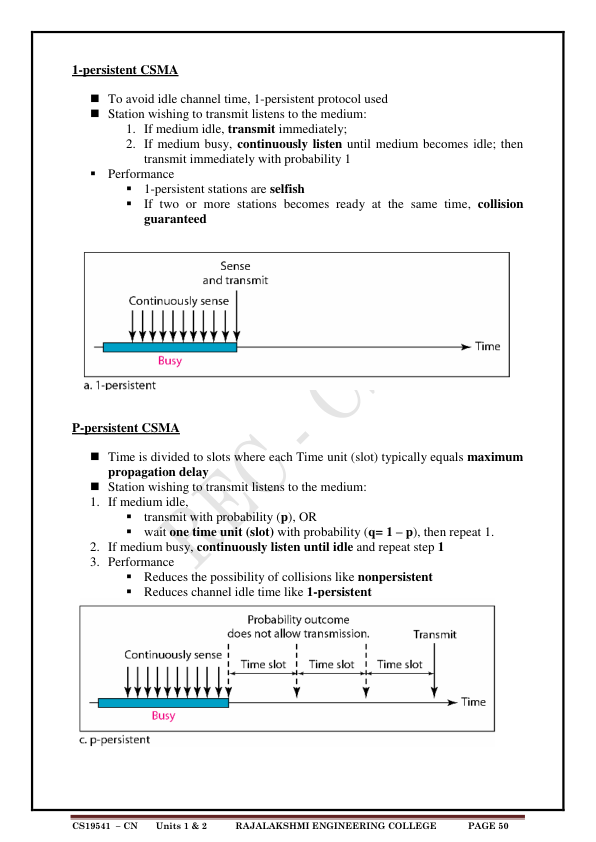 1-persistent CSMA
■ To avoid idle channel time, 1-persistent protocol used
■ Station wishing to transmit listens to the medium:
1. If medium idle, transmit immediately;
2. If medium busy, continuously listen until medium becomes idle; then
transmit immediately with probability 1
▪ Performance
▪ 1-persistent stations are selfish
▪ If two or more stations becomes ready at the same time, collision
guaranteed
Sense
and transmit
Continuously sense
Time
Busy
a. 1-persistent
P-persistent CSMA
■ Time is divided to slots where each Time unit (slot) typically equals maximum
propagation delay
■ Station wishing to transmit listens to the medium:
1. If medium idle,
▪ transmit with probability (p), OR
▪ wait one time unit (slot) with probability (q= 1 – p), then repeat 1.
2. If medium busy, continuously listen until idle and repeat step 1
3. Performance
▪ Reduces the possibility of collisions like nonpersistent
▪ Reduces channel idle time like 1-persistent
Probability outcome
does not allow transmission.
Transmit
Continuously sense
Time slot Time slot Time slot
Time
Busy
c. p-persistent
CS19541 – CN Units 1 & 2 RAJALAKSHMI ENGINEERING COLLEGE PAGE 50